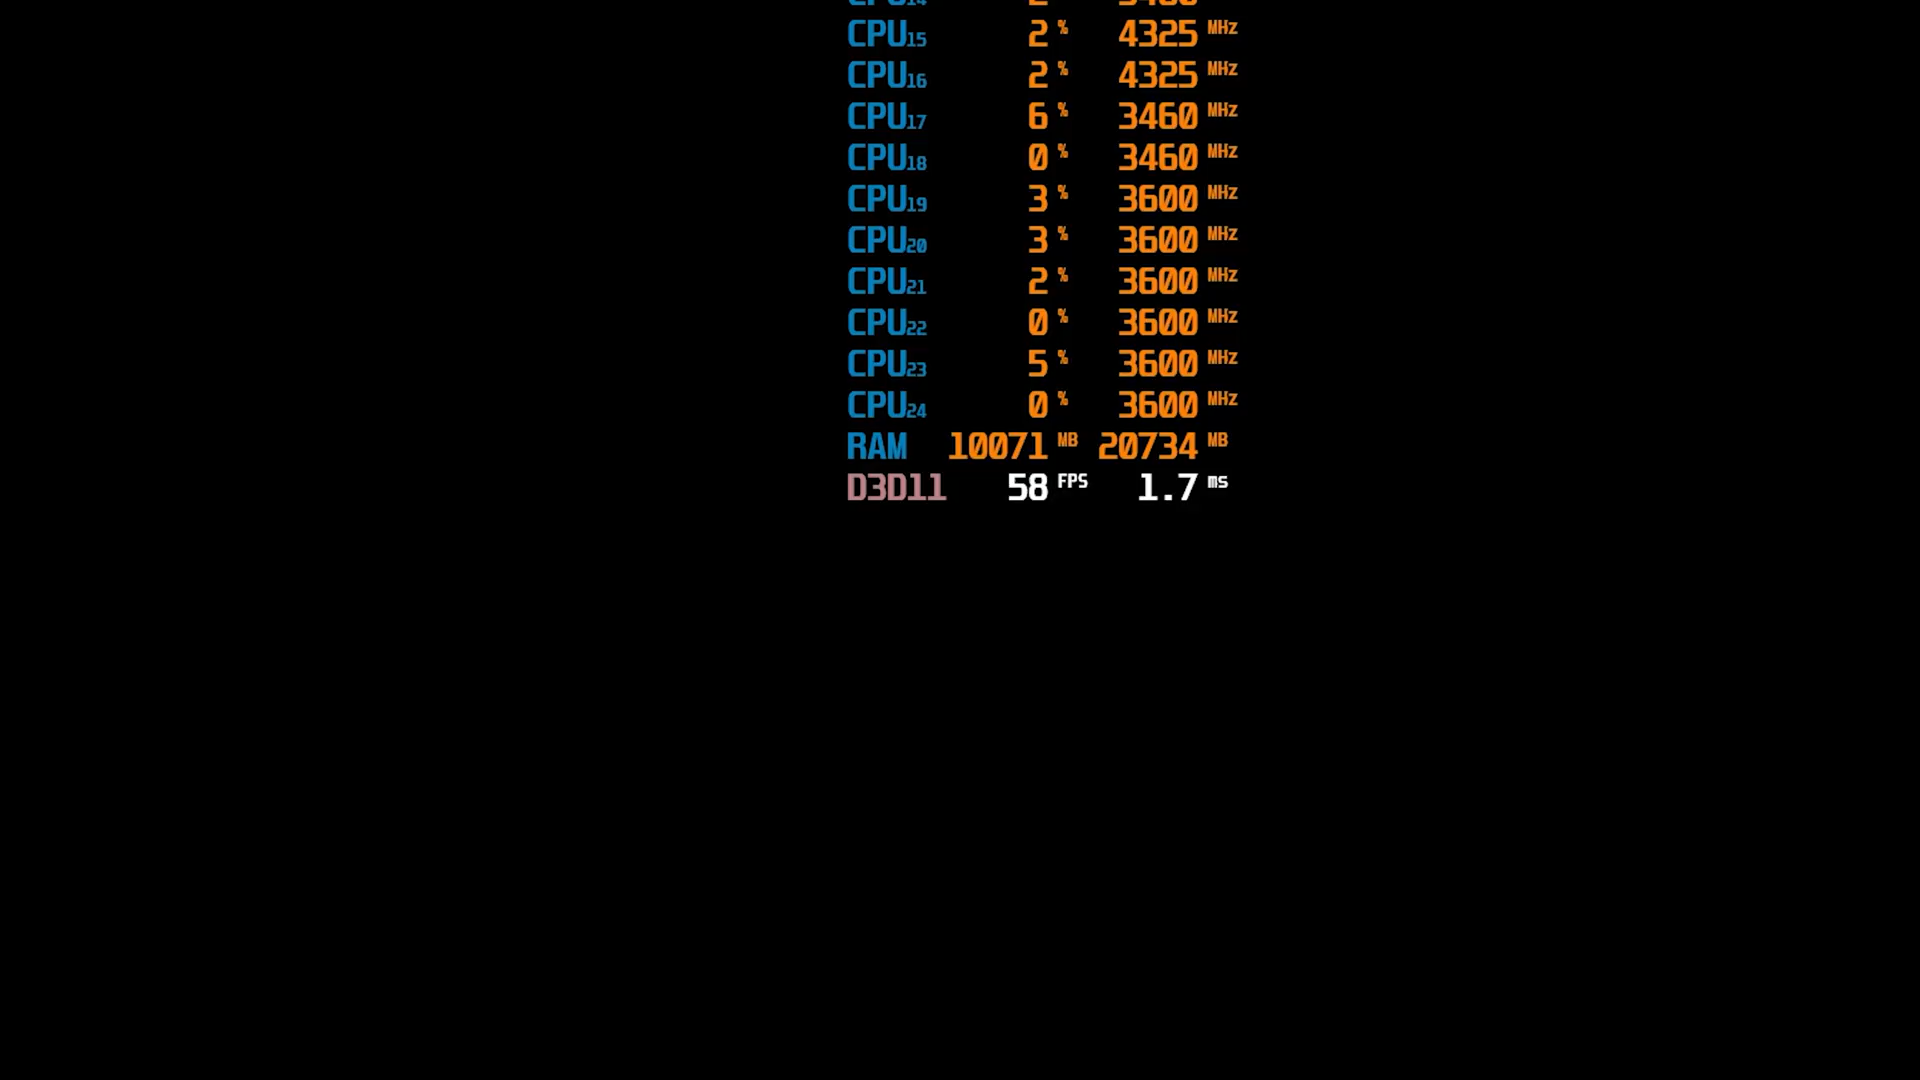 CPU15 2 % 4325 MHz
CPU16 2 % 4325 MHz
CPU17 6 % 3460 MHz
CPU18 0 % 3460 MHz
CPU19 3 % 3600 MHz
CPU20 3 % 3600 MHz
CPU21 2 % 3600 MHz
CPU22 0 % 3600 MHz
CPU23 5 % 3600 MHz
CPU24 0 % 3600 MHz
RAM 10071 MB 20734 MB
D3D11 58 FPS 1.7 ms